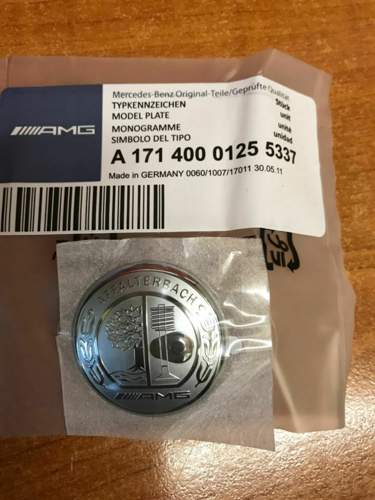 Mercedes-Benz Original-Teile/Geprüfte Qualität
TYPKENNZEICHEN
MODEL PLATE
MONOGRAMME
SIMBOLO DEL TIPO
Stück
unit
unité
unidad
AMG
A 171 400 0125 5337
Made in GERMANY 0060/1007/17011 30.05.11
AFFALTERBACH
AMG